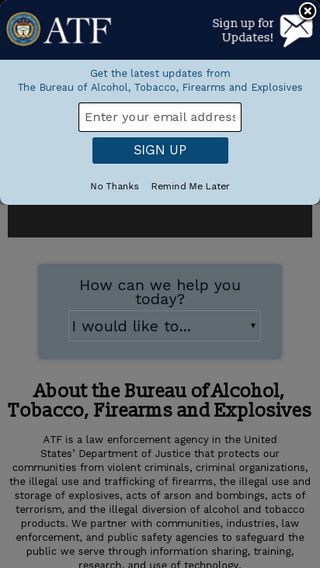 ATF
Sign up for
Updates!
Get the latest updates from
The Bureau of Alcohol, Tobacco, Firearms and Explosives
Enter your email address
SIGN UP
No Thanks Remind Me Later
How can we help you
today?
I would like to...
About the Bureau of Alcohol,
Tobacco, Firearms and Explosives
ATF is a law enforcement agency in the United
States’ Department of Justice that protects our
communities from violent criminals, criminal organizations,
the illegal use and trafficking of firearms, the illegal use and
storage of explosives, acts of arson and bombings, acts of
terrorism, and the illegal diversion of alcohol and tobacco
products. We partner with communities, industries, law
enforcement, and public safety agencies to safeguard the
public we serve through information sharing, training,
research, and use of technology.